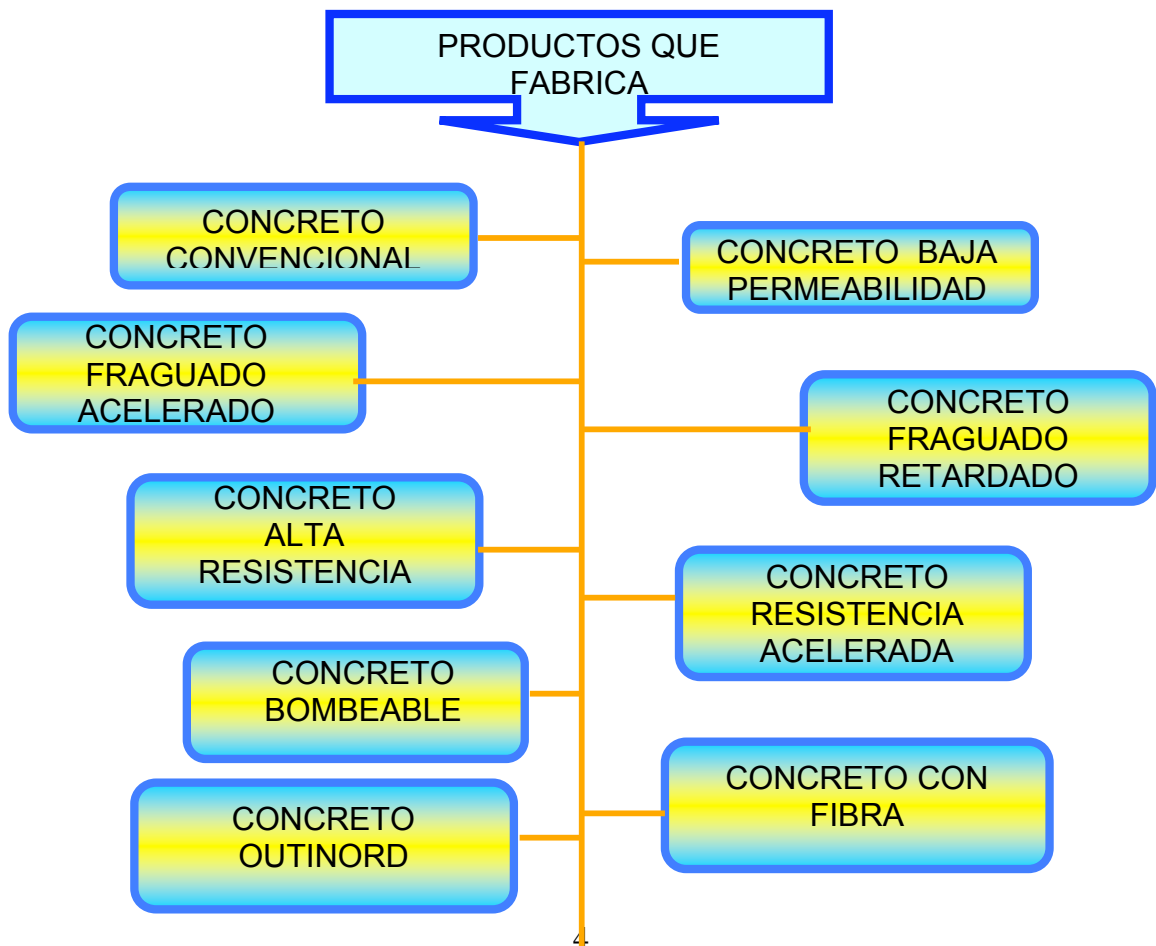 PRODUCTOS QUE
FABRICA
CONCRETO
CONVENCIONAL
CONCRETO BAJA
PERMEABILIDAD
CONCRETO
FRAGUADO
ACELERADO
CONCRETO
FRAGUADO
RETARDADO
CONCRETO
ALTA
RESISTENCIA
CONCRETO
RESISTENCIA
ACELERADA
CONCRETO
BOMBEABLE
CONCRETO CON
FIBRA
CONCRETO
OUTINORD
4